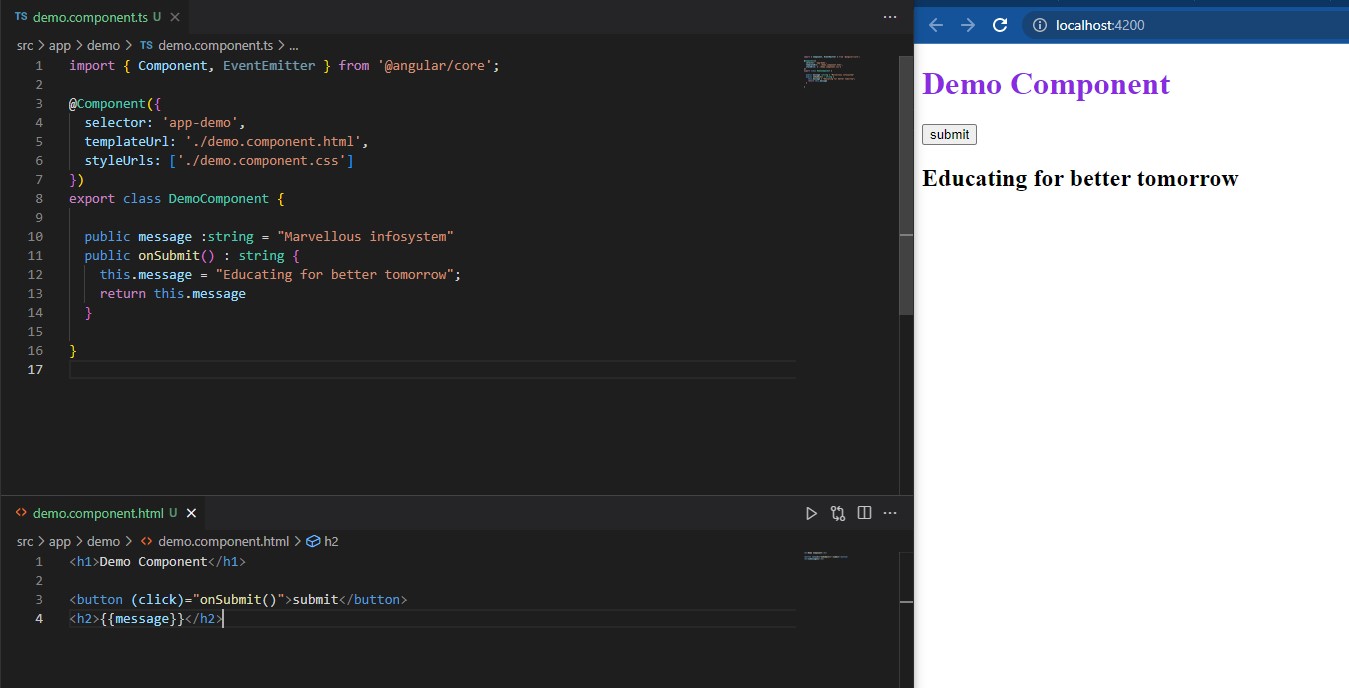 TS demo.component.ts U
src > app > demo > TS demo.component.ts > ...
1 import { Component, EventEmitter } from '@angular/core';
2
3 @Component({
4   selector: 'app-demo',
5   templateUrl: './demo.component.html',
6   styleUrls: ['./demo.component.css']
7 })
8 export class DemoComponent {
9
10   public message :string = "Marvellous infosystem"
11   public onSubmit() : string {
12     this.message = "Educating for better tomorrow";
13     return this.message
14   }
15
16 }
17
demo.component.html U
src > app > demo > demo.component.html > h2
1 <h1>Demo Component</h1>
2
3 <button (click)="onSubmit()">submit</button>
4 <h2>{{message}}</h2>
localhost:4200
Demo Component
submit
Educating for better tomorrow